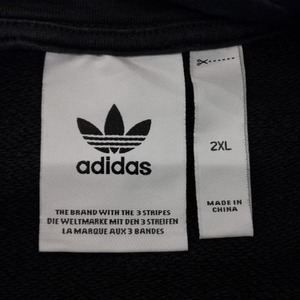 adidas
THE BRAND WITH THE 3 STRIPES
DIE WELTMARKE MIT DEN 3 STREIFEN
LA MARQUE AUX 3 BANDES
2XL
MADE IN
CHINA